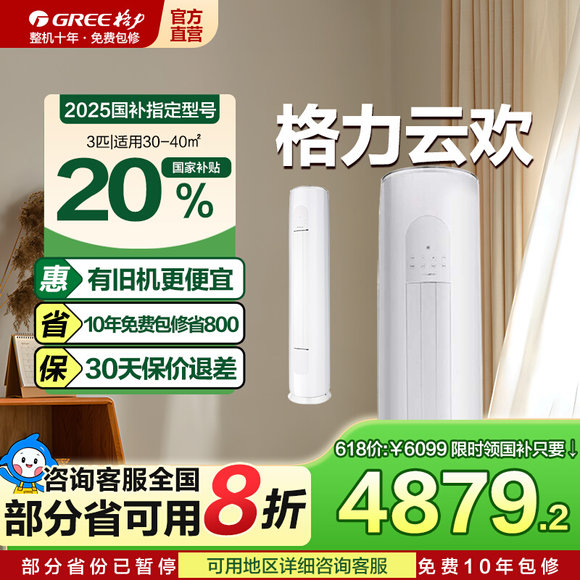 GREE格力
整机十年·免费包修
官方
直营
2025国补指定型号
3匹|适用30-40㎡
20%
国家补贴
惠 有旧机更便宜
省 10年免费包修省800
保 30天保价退差
格力云欢
618价:¥6099 限时领国补只要↓
4879.2
咨询客服全国
部分省可用8折
部分省份已暂停
可用地区详细咨询客服
免费10年包修